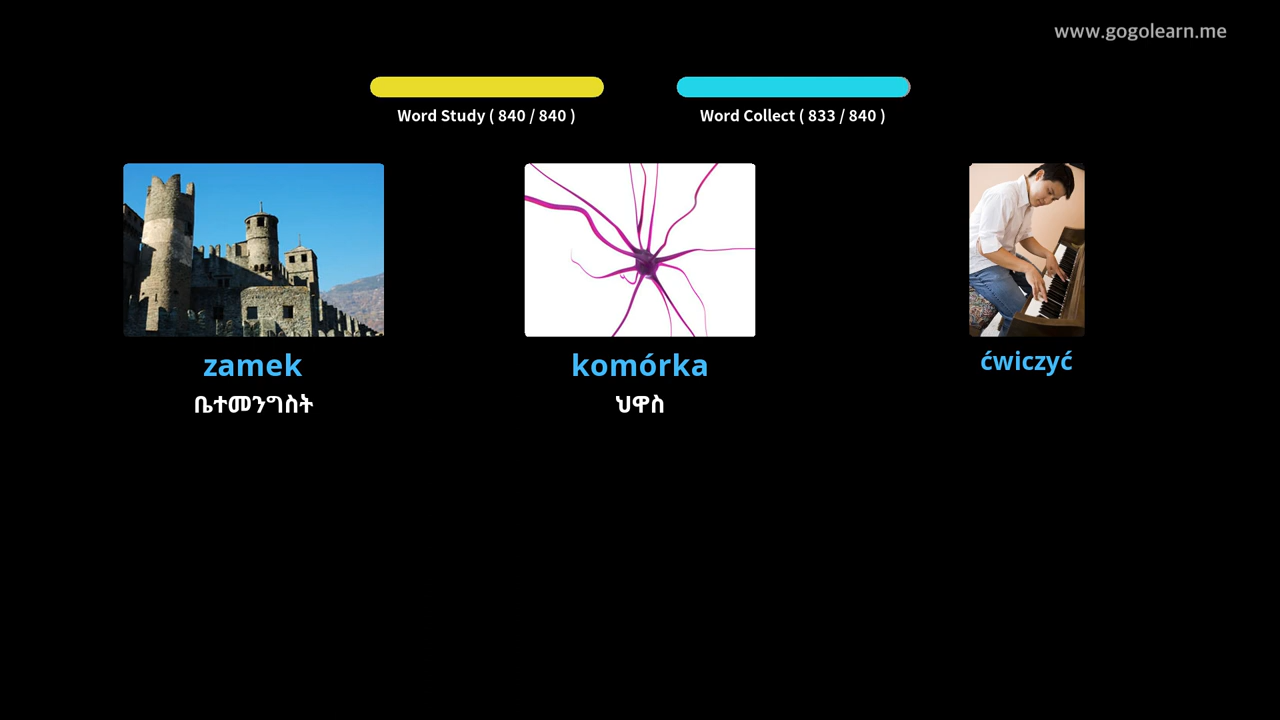 www.gogolearn.me
Word Study ( 840 / 840 )
Word Collect ( 833 / 840 )
zamek
ቤተመንግስት
komórka
ህዋስ
ćwiczyć